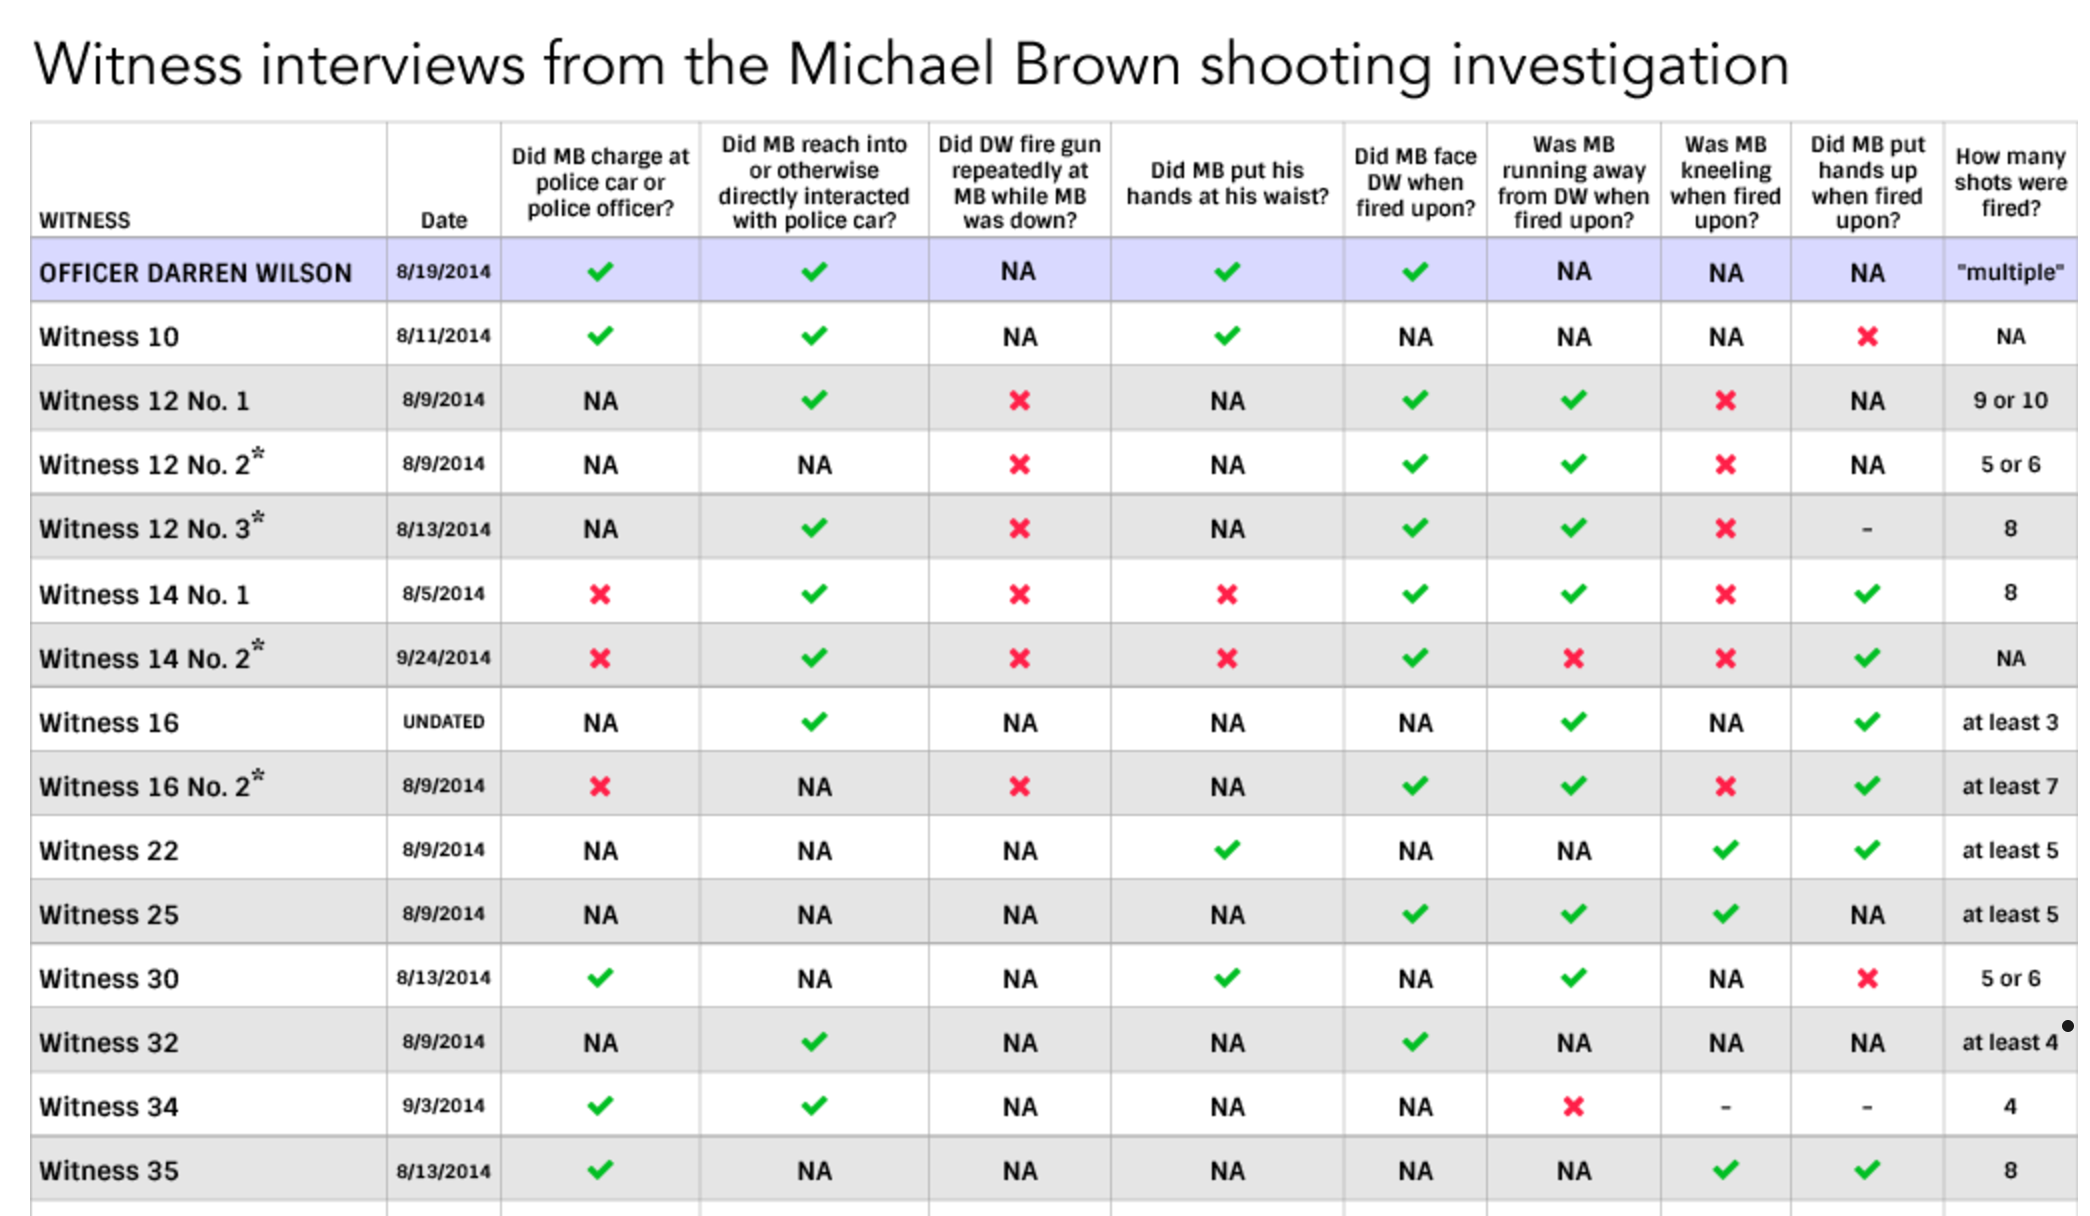 Witness interviews from the Michael Brown shooting investigation
WITNESS
Date
Did MB charge at
police car or
police officer?
Did MB reach into
or otherwise
directly interacted
with police car?
Did DW fire gun
repeatedly at
MB while MB
was down?
Did MB put his
hands at his waist?
Did MB face
DW when
fired upon?
Was MB
running away
from DW when
fired upon?
Was MB
kneeling
when fired
upon?
Did MB put
hands up
when fired
upon?
How many
shots were
fired?
OFFICER DARREN WILSON 8/19/2014 ✔ ✔ NA ✔ ✔ NA NA NA "multiple"
Witness 10 8/11/2014 ✔ ✔ NA ✔ NA NA NA ✖ NA
Witness 12 No. 1 8/9/2014 NA ✔ ✖ NA ✔ ✔ ✖ NA 9 or 10
Witness 12 No. 2* 8/9/2014 NA NA ✖ NA ✔ ✔ ✖ NA 5 or 6
Witness 12 No. 3* 8/13/2014 NA ✔ ✖ NA ✔ ✔ ✖ - 8
Witness 14 No. 1 8/5/2014 ✖ ✔ ✖ ✖ ✔ ✔ ✖ ✔ 8
Witness 14 No. 2* 9/24/2014 ✖ ✔ ✖ ✖ ✔ ✖ ✖ ✔ NA
Witness 16 UNDATED NA ✔ NA NA NA ✔ NA ✔ at least 3
Witness 16 No. 2* 8/9/2014 ✖ NA ✖ NA ✔ ✔ ✖ ✔ at least 7
Witness 22 8/9/2014 NA NA NA ✔ NA NA ✔ ✔ at least 5
Witness 25 8/9/2014 NA NA NA NA ✔ ✔ ✔ NA at least 5
Witness 30 8/13/2014 ✔ NA NA ✔ NA ✔ NA ✖ 5 or 6
Witness 32 8/9/2014 NA ✔ NA NA ✔ NA NA NA at least 4
Witness 34 9/3/2014 ✔ ✔ NA NA NA ✖ - - 4
Witness 35 8/13/2014 ✔ NA NA NA NA NA ✔ ✔ 8